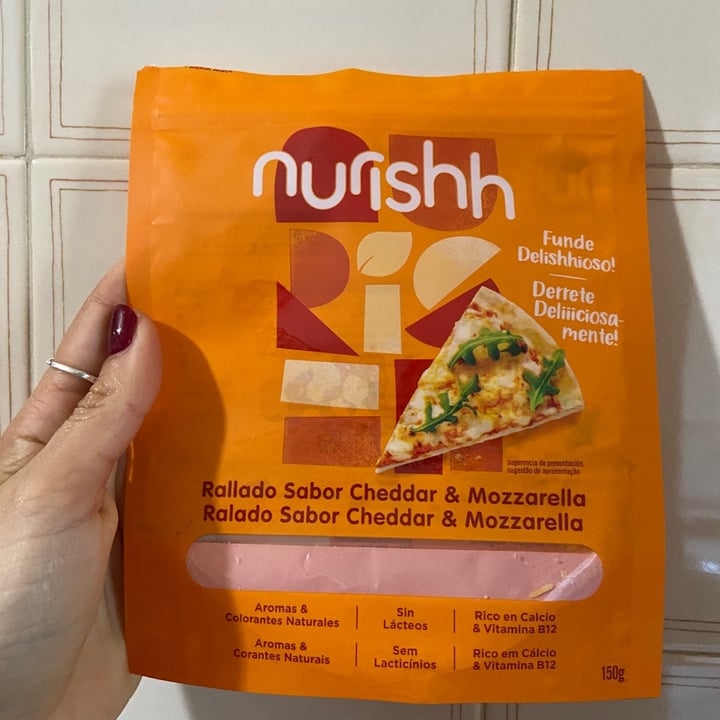 nurishh
Funde
Delishhioso!
Derrete
Deliiiciosa-
mente!
sugerencia de presentación,
sugestão de apresentação
Rallado Sabor Cheddar & Mozzarella
Ralado Sabor Cheddar & Mozzarella
Aromas &
Colorantes Naturales
Sin
Lácteos
Rico en Calcio
& Vitamina B12
Aromas &
Corantes Naturais
Sem
Lacticínios
Rico em Cálcio
& Vitamina B12
150g